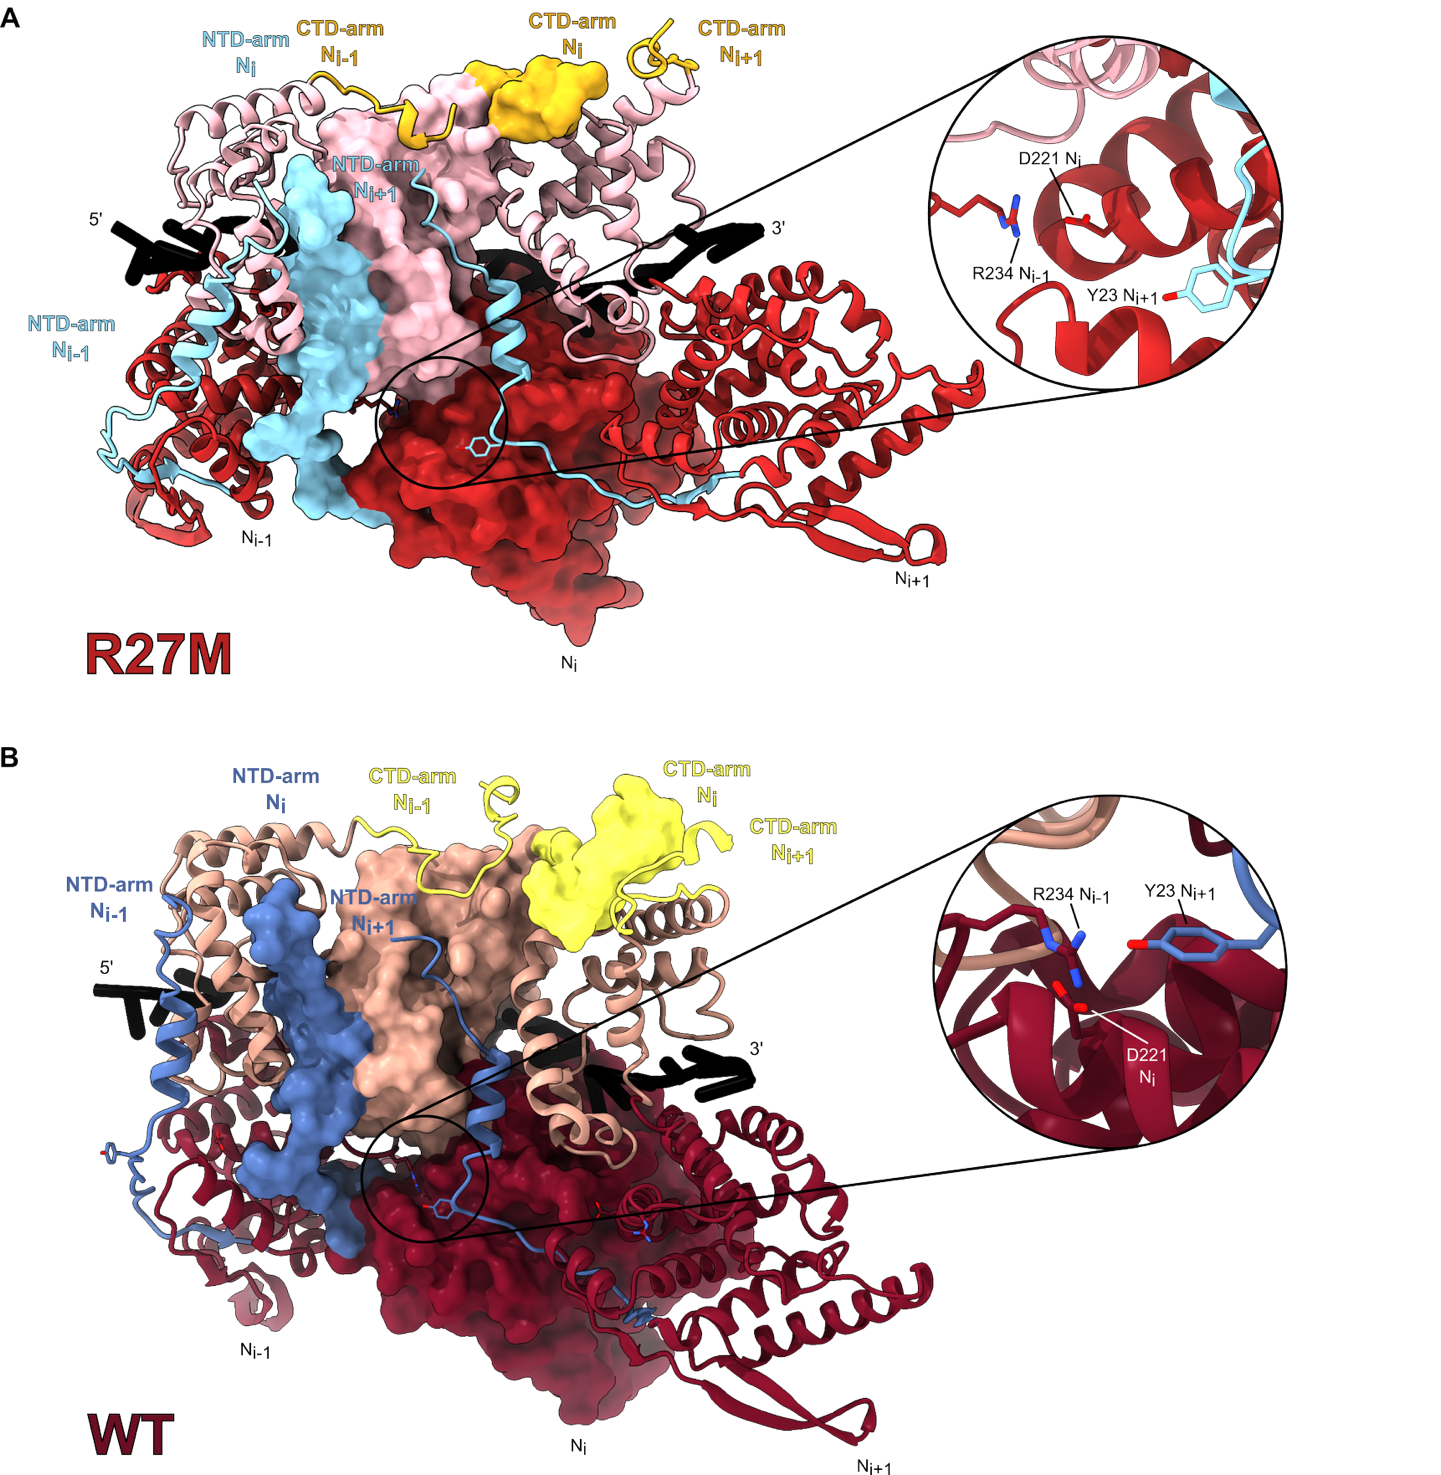 A
NTD-arm
Ni
CTD-arm
Ni-1
CTD-arm
Ni
CTD-arm
Ni+1
NTD-arm
Ni+1
5'
3'
NTD-arm
Ni-1
D221 Ni
R234 Ni-1
Y23 Ni+1
Ni-1
Ni+1
Ni
R27M
B
NTD-arm
Ni
CTD-arm
Ni-1
CTD-arm
Ni
CTD-arm
Ni+1
NTD-arm
Ni-1
NTD-arm
Ni+1
5'
3'
R234 Ni-1
Y23 Ni+1
D221
Ni
Ni-1
Ni
Ni+1
WT